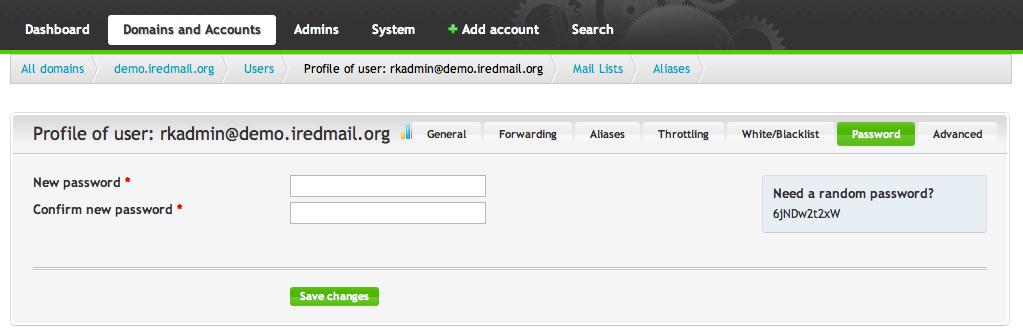 Dashboard Domains and Accounts Admins System + Add account Search
All domains demo.iredmail.org Users Profile of user: rkadmin@demo.iredmail.org Mail Lists Aliases
Profile of user: rkadmin@demo.iredmail.org General Forwarding Aliases Throttling White/Blacklist Password Advanced
New password *
Confirm new password *
Need a random password?
6jNDw2t2xW
Save changes